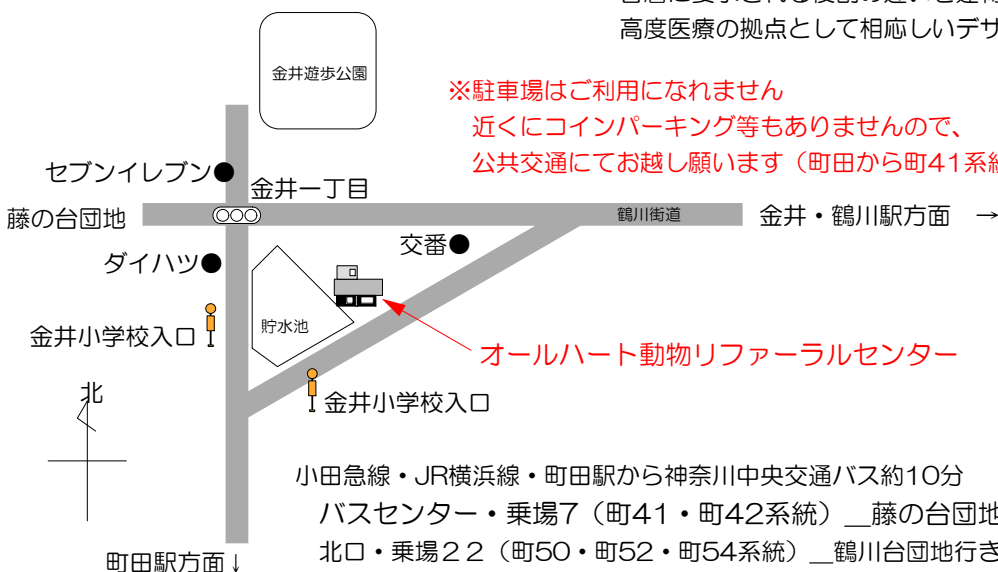 高度医療の拠点として相応しいデザ
金井遊歩公園
※駐車場はご利用になれません
近くにコインパーキング等もありませんので、
公共交通にてお越し願います（町田から町41系統
セブンイレブン
金井一丁目
藤の台団地
鶴川街道
金井・鶴川駅方面 →
交番
ダイハツ
貯水池
金井小学校入口
オールハート動物リファーラルセンター
北
金井小学校入口
小田急線・JR横浜線・町田駅から神奈川中央交通バス約10分
バスセンター・乗場7（町41・町42系統）__藤の台団地
北口・乗場２２（町50・町52・町54系統）__鶴川台団地行き
町田駅方面↓